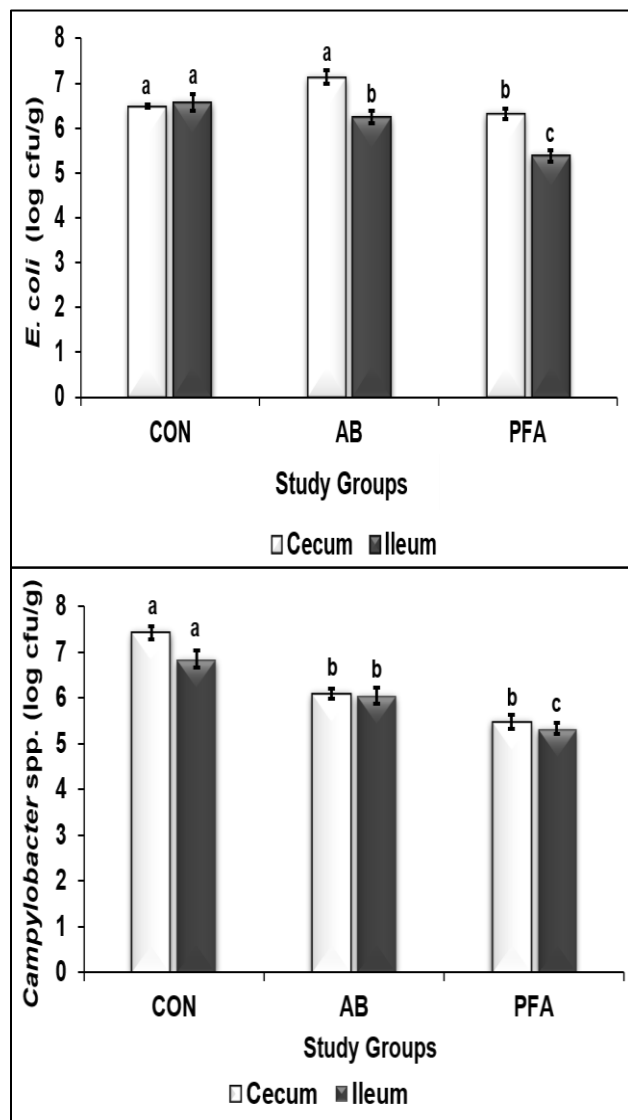 8
7
6
5
4
3
2
1
0
E. coli (log cfu/g)
a a a b b c
CON AB PFA
Study Groups
Cecum Ileum
8
7
6
5
4
3
2
1
0
Campylobacter spp. (log cfu/g)
a a b b b c
CON AB PFA
Study Groups
Cecum Ileum